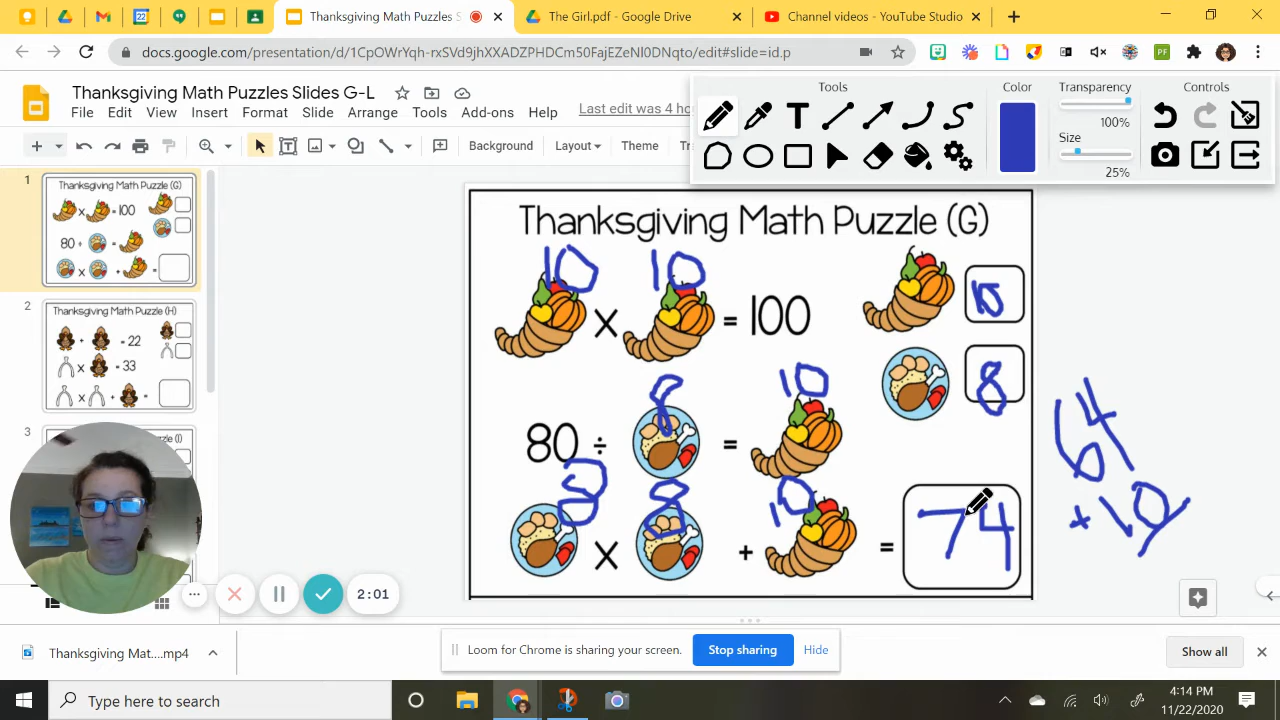 Thanksgiving Math Puzzles S
The Girl.pdf - Google Drive
Channel videos - YouTube Studio
docs.google.com/presentation/d/1CpOWrYqh-rxSVd9jhXXADZPHDCm50FajEZeNI0DNqto/edit#slide=id.p
Thanksgiving Math Puzzles Slides G-L
File Edit View Insert Format Slide Arrange Tools Add-ons Help Last edit was 4 ho
Background Layout Theme Tra
Tools
Color
Transparency
100%
Size
25%
Controls
1
Thanksgiving Math Puzzle (G)
x = 100
80 ÷ =
x + =
2
Thanksgiving Math Puzzle (H)
+ = 22
x = 33
x + =
3
Thanksgiving Math Puzzle (G)
10 10
x = 100
10
8 10
8
80 ÷ =
8 8 10
x + = 74
64
+10
2:01
Loom for Chrome is sharing your screen.
Stop sharing
Hide
Thanksgiving Mat....mp4
Show all
Type here to search
4:14 PM
11/22/2020